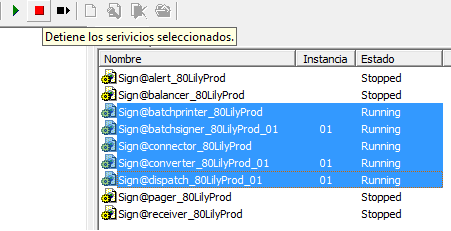 Detiene los serivicios seleccionados.
Nombre Instancia Estado
Sign@alert_80LilyProd Stopped
Sign@balancer_80LilyProd Stopped
Sign@batchprinter_80LilyProd Running
Sign@batchsigner_80LilyProd_01 01 Running
Sign@connector_80LilyProd Running
Sign@converter_80LilyProd_01 01 Running
Sign@dispatch_80LilyProd_01 01 Running
Sign@pager_80LilyProd Stopped
Sign@receiver_80LilyProd Stopped